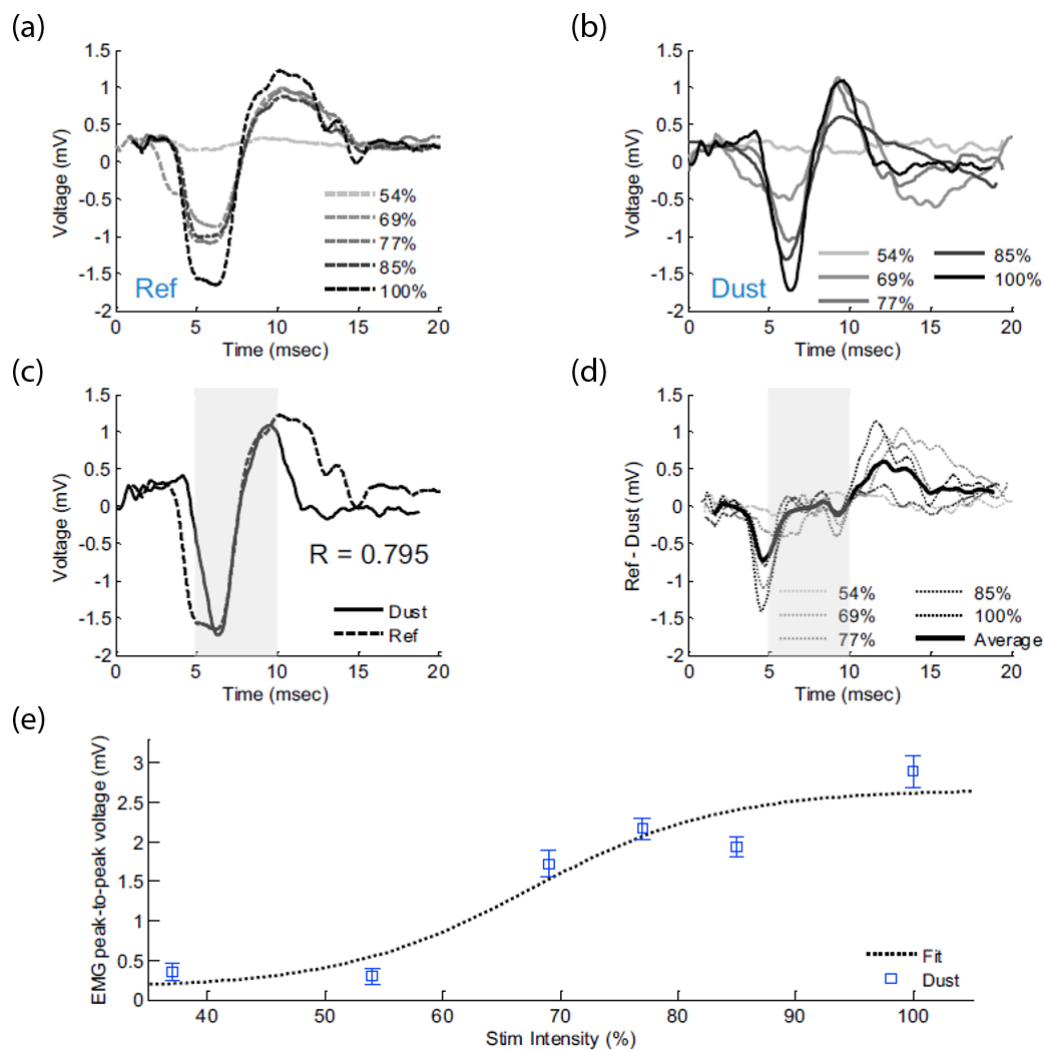 (a)
1.5
1
0.5
0
-0.5
-1
-1.5
-2
Voltage (mV)
0 5 10 15 20
Time (msec)
Ref
54%
69%
77%
85%
100%
(b)
1.5
1
0.5
0
-0.5
-1
-1.5
-2
Voltage (mV)
0 5 10 15 20
Time (msec)
Dust
54%
69%
77%
85%
100%
(c)
1.5
1
0.5
0
-0.5
-1
-1.5
-2
Voltage (mV)
0 5 10 15 20
Time (msec)
R = 0.795
Dust
Ref
(d)
1.5
1
0.5
0
-0.5
-1
-1.5
-2
Ref - Dust (mV)
0 5 10 15 20
Time (msec)
54%
69%
77%
85%
100%
Average
(e)
3
2.5
2
1.5
1
0.5
0
EMG peak-to-peak voltage (mV)
40 50 60 70 80 90 100
Stim Intensity (%)
Fit
Dust